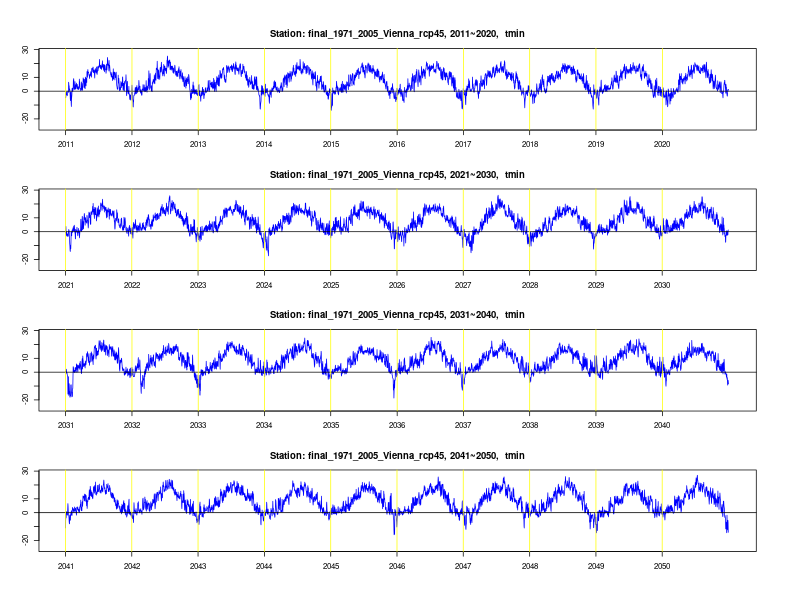 Station: final_1971_2005_Vienna_rcp45, 2011~2020, tmin
30
10
0
-20
2011 2012 2013 2014 2015 2016 2017 2018 2019 2020
Station: final_1971_2005_Vienna_rcp45, 2021~2030, tmin
30
10
0
-20
2021 2022 2023 2024 2025 2026 2027 2028 2029 2030
Station: final_1971_2005_Vienna_rcp45, 2031~2040, tmin
30
10
0
-20
2031 2032 2033 2034 2035 2036 2037 2038 2039 2040
Station: final_1971_2005_Vienna_rcp45, 2041~2050, tmin
30
10
0
-20
2041 2042 2043 2044 2045 2046 2047 2048 2049 2050